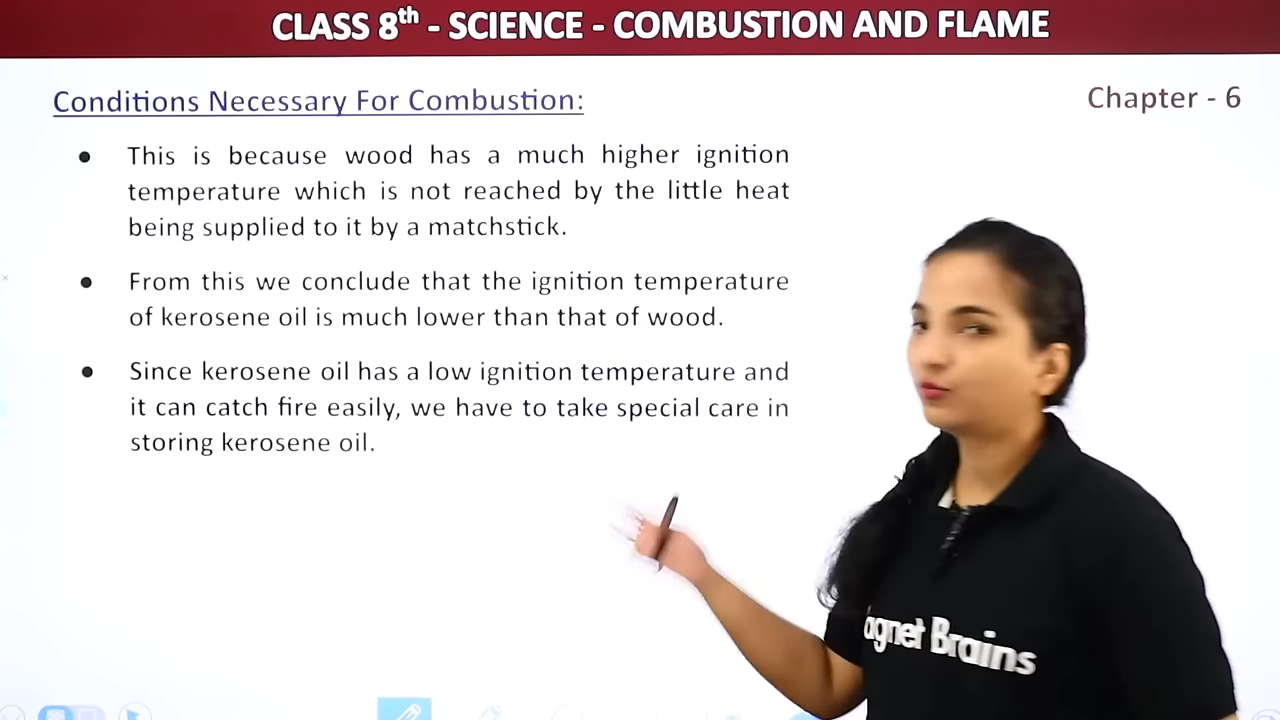 CLASS 8th - SCIENCE - COMBUSTION AND FLAME
Conditions Necessary For Combustion:
Chapter - 6
This is because wood has a much higher ignition
temperature which is not reached by the little heat
being supplied to it by a matchstick.
From this we conclude that the ignition temperature
of kerosene oil is much lower than that of wood.
Since kerosene oil has a low ignition temperature and
it can catch fire easily, we have to take special care in
storing kerosene oil.
agnet Brains